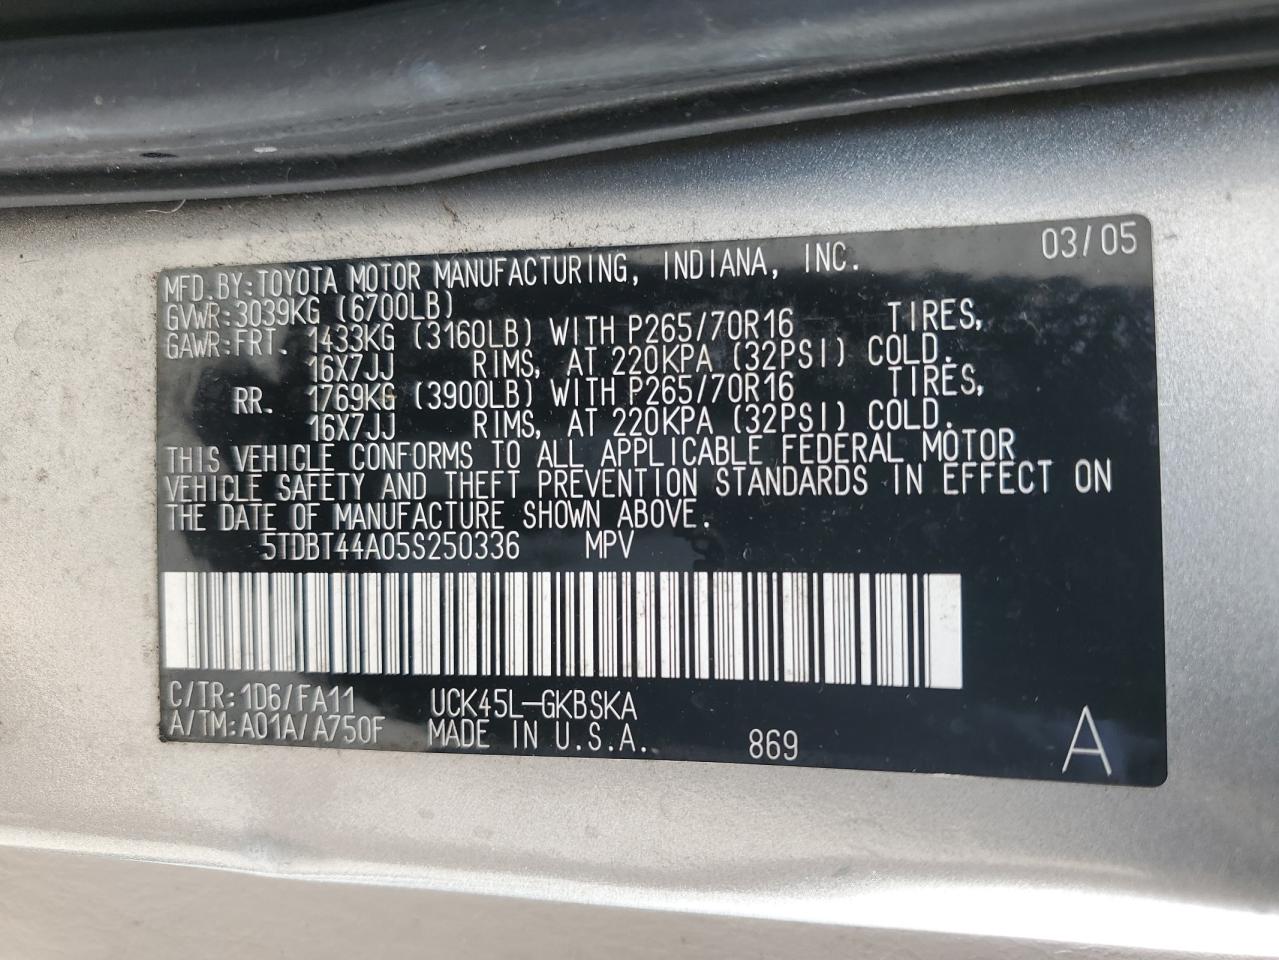 MFD.BY:TOYOTA MOTOR MANUFACTURING, INDIANA, INC. 03/05
GVWR:3039KG (6700LB)
GAWR:FRT. 1433KG (3160LB) WITH P265/70R16 TIRES,
16X7JJ RIMS, AT 220KPA (32PSI) COLD.
RR. 1769KG (3900LB) WITH P265/70R16 TIRES,
16X7JJ RIMS, AT 220KPA (32PSI) COLD.
THIS VEHICLE CONFORMS TO ALL APPLICABLE FEDERAL MOTOR
VEHICLE SAFETY AND THEFT PREVENTION STANDARDS IN EFFECT ON
THE DATE OF MANUFACTURE SHOWN ABOVE.
5TDBT44A05S250336 MPV
C/TR:1D6/FA11 UCK45L-GKBSKA
A/TM:A01A/A750F MADE IN U.S.A. 869 A